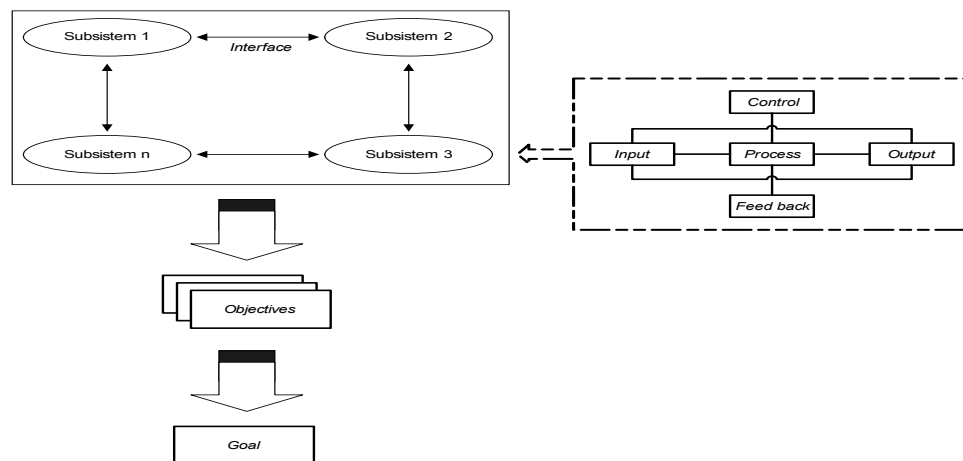 Subsistem 1
Interface
Subsistem 2
Subsistem n
Subsistem 3
Control
Input
Process
Output
Feed back
Objectives
Goal